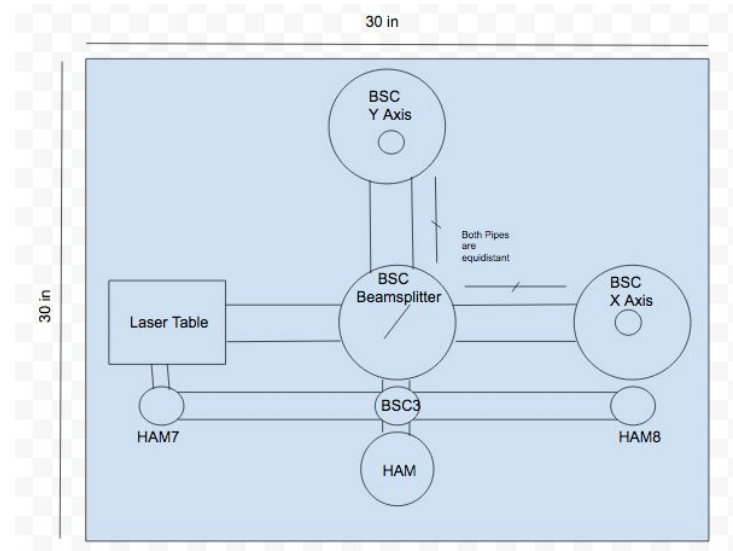 30 in
BSC
Y Axis
Both Pipes
are
equidistant
BSC
Beamsplitter
BSC
X Axis
30 in
Laser Table
BSC3
HAM7
HAM8
HAM